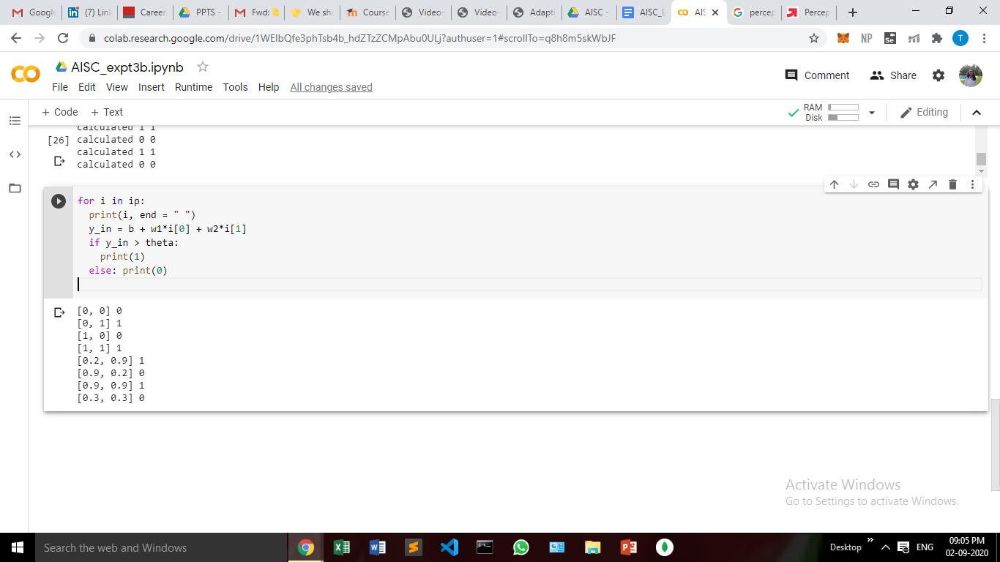 Google
(7) Link
Career
PPTS -
Fwd:
We sho
Course
Video-
Video-
Adapti
AISC -
AISC_E
AIS
percep
Percep
colab.research.google.com/drive/1WElbQfe3phTsb4b_hdZTzZCMpAbu0ULj?authuser=1#scrollTo=q8h8m5skWbJF
NP
Se
T
CO
AISC_expt3b.ipynb
File Edit View Insert Runtime Tools Help All changes saved
Comment
Share
+ Code + Text
RAM
Disk
Editing
calculated 1 1
[26] calculated 0 0
calculated 1 1
calculated 0 0
for i in ip:
print(i, end = " ")
y_in = b + w1*i[0] + w2*i[1]
if y_in > theta:
print(1)
else: print(0)
[0, 0] 0
[0, 1] 1
[1, 0] 0
[1, 1] 1
[0.2, 0.9] 1
[0.9, 0.2] 0
[0.9, 0.9] 1
[0.3, 0.3] 0
Activate Windows
Go to Settings to activate Windows.
Search the web and Windows
Desktop
ENG
09:05 PM
02-09-2020